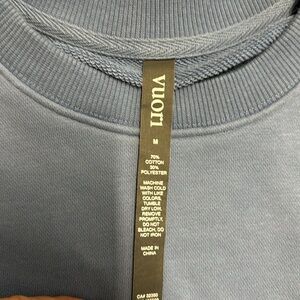 vuori
M
70%
COTTON
30%
POLYESTER
MACHINE
WASH COLD
WITH LIKE
COLORS,
TUMBLE
DRY LOW,
REMOVE
PROMPTLY,
DO NOT
BLEACH, DO
NOT IRON
MADE IN
CHINA